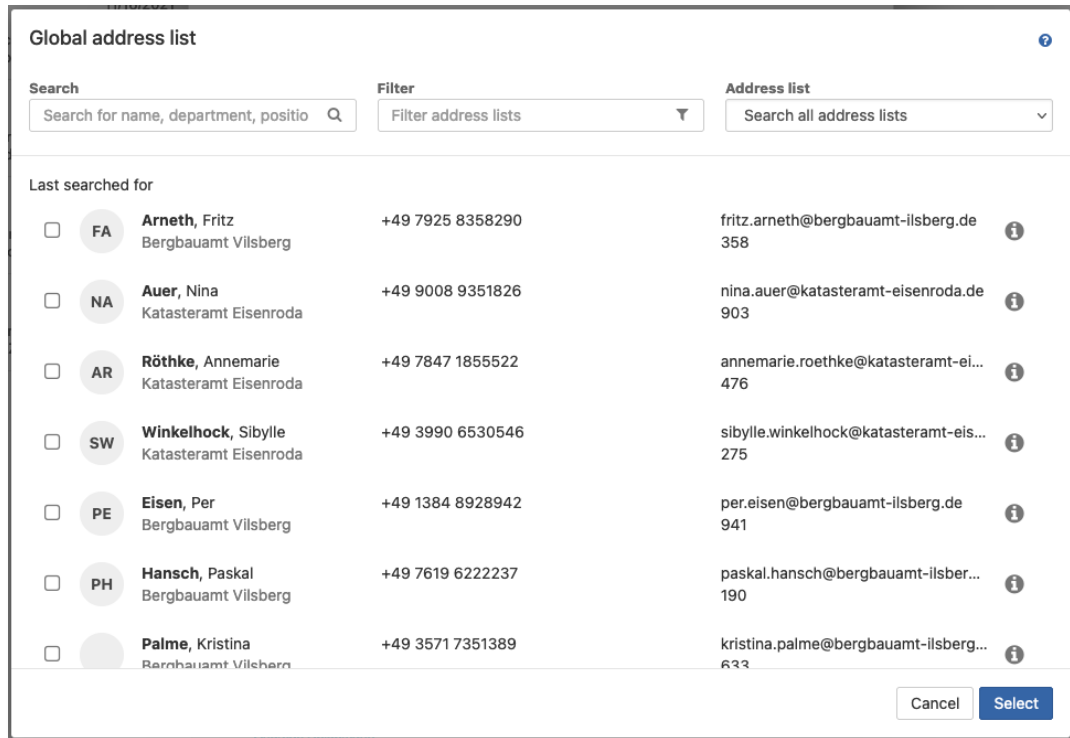 11/10/2021
Global address list
Search Filter Address list
Search for name, department, positio Filter address lists Search all address lists
Last searched for
FA Arneth, Fritz +49 7925 8358290 fritz.arneth@bergbauamt-ilsberg.de
Bergbauamt Vilsberg 358
NA Auer, Nina +49 9008 9351826 nina.auer@katasteramt-eisenroda.de
Katasteramt Eisenroda 903
AR Röthke, Annemarie +49 7847 1855522 annemarie.roethke@katasteramt-ei...
Katasteramt Eisenroda 476
SW Winkelhock, Sibylle +49 3990 6530546 sibylle.winkelhock@katasteramt-eis...
Katasteramt Eisenroda 275
PE Eisen, Per +49 1384 8928942 per.eisen@bergbauamt-ilsberg.de
Bergbauamt Vilsberg 941
PH Hansch, Paskal +49 7619 6222237 paskal.hansch@bergbauamt-ilsber...
Bergbauamt Vilsberg 190
Palme, Kristina +49 3571 7351389 kristina.palme@bergbauamt-ilsberg...
Bergbauamt Vilsberg 633
Cancel Select